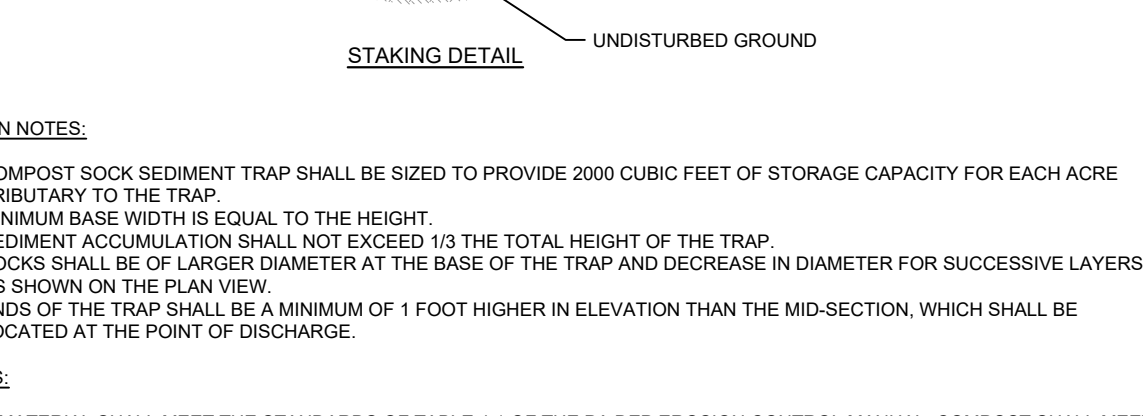 UNDISTURBED GROUND
STAKING DETAIL
N NOTES:
OMPOST SOCK SEDIMENT TRAP SHALL BE SIZED TO PROVIDE 2000 CUBIC FEET OF STORAGE CAPACITY FOR EACH ACRE
RIBUTARY TO THE TRAP.
INIMUM BASE WIDTH IS EQUAL TO THE HEIGHT.
EDIMENT ACCUMULATION SHALL NOT EXCEED 1/3 THE TOTAL HEIGHT OF THE TRAP.
OCKS SHALL BE OF LARGER DIAMETER AT THE BASE OF THE TRAP AND DECREASE IN DIAMETER FOR SUCCESSIVE LAYERS
S SHOWN ON THE PLAN VIEW.
NDS OF THE TRAP SHALL BE A MINIMUM OF 1 FOOT HIGHER IN ELEVATION THAN THE MID-SECTION, WHICH SHALL BE
OCATED AT THE POINT OF DISCHARGE.
S: